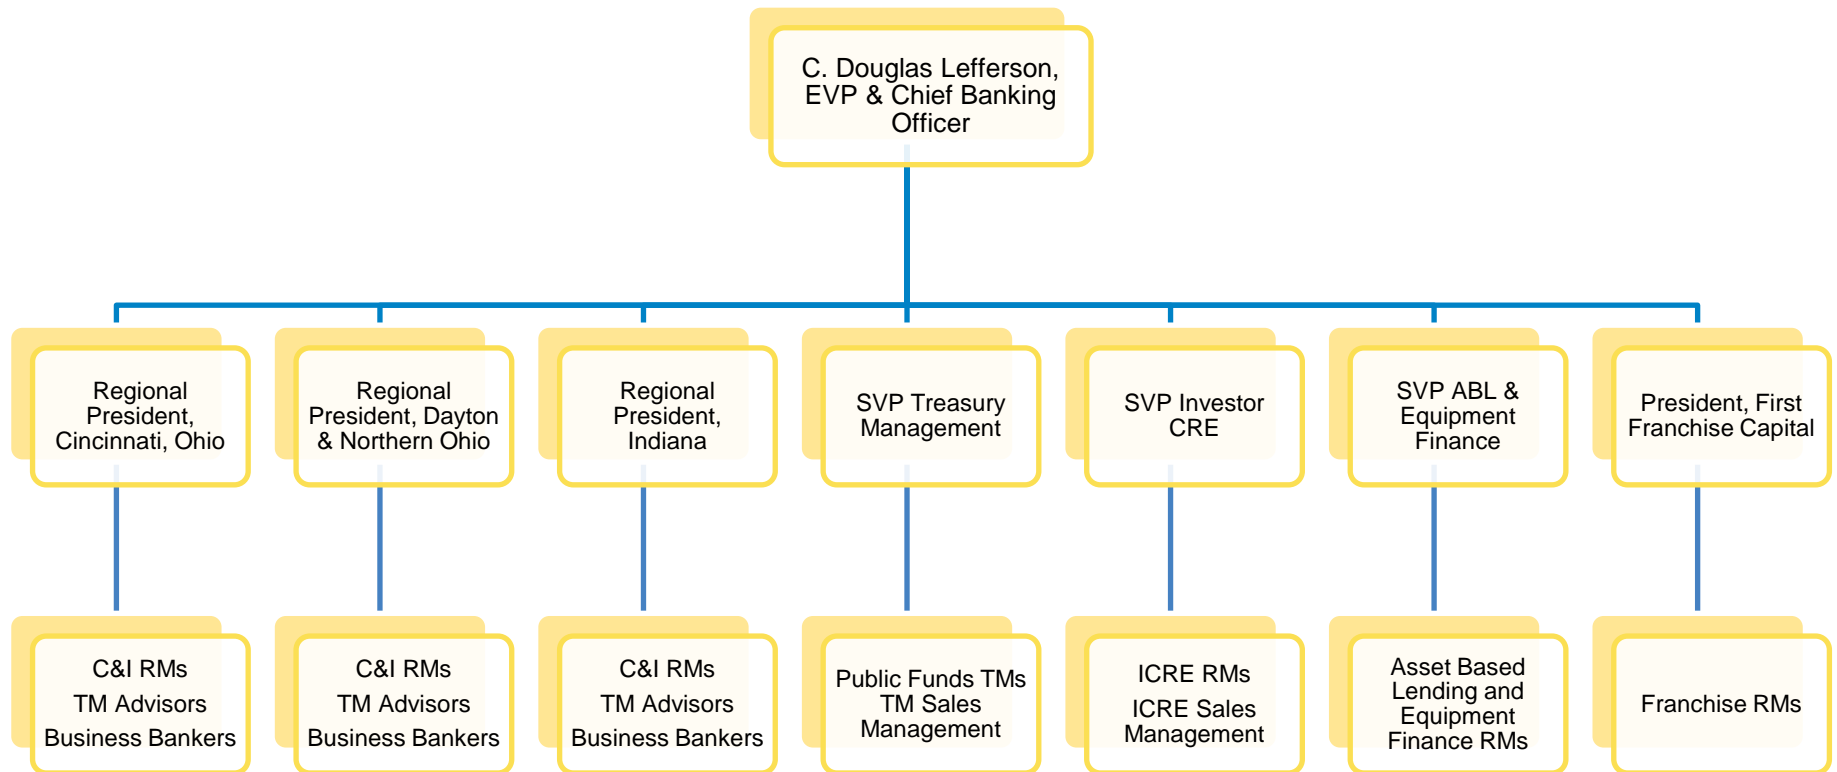 C. Douglas Lefferson,
EVP & Chief Banking
Officer
Regional
President,
Cincinnati, Ohio
Regional
President, Dayton
& Northern Ohio
Regional
President,
Indiana
SVP Treasury
Management
SVP Investor
CRE
SVP ABL &
Equipment
Finance
President, First
Franchise Capital
C&I RMs
TM Advisors
Business Bankers
C&I RMs
TM Advisors
Business Bankers
C&I RMs
TM Advisors
Business Bankers
Public Funds TMs
TM Sales
Management
ICRE RMs
ICRE Sales
Management
Asset Based
Lending and
Equipment
Finance RMs
Franchise RMs